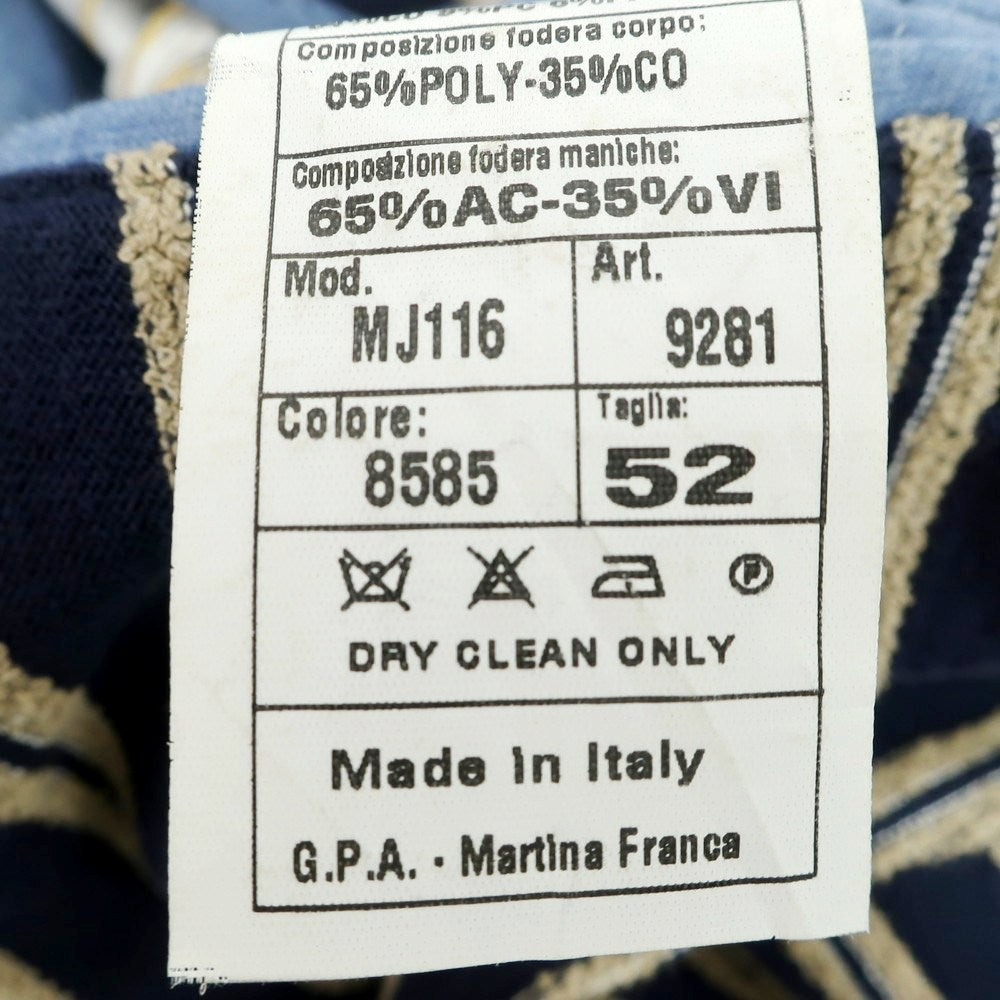 Composizione fodera corpo:
65%POLY-35%CO
Composizione fodera maniche:
65%AC-35%VI
Mod.
MJ116
Art.
9281
Colore:
8585
Taglia:
52
P
DRY CLEAN ONLY
Made in Italy
G.P.A. · Martina Franca